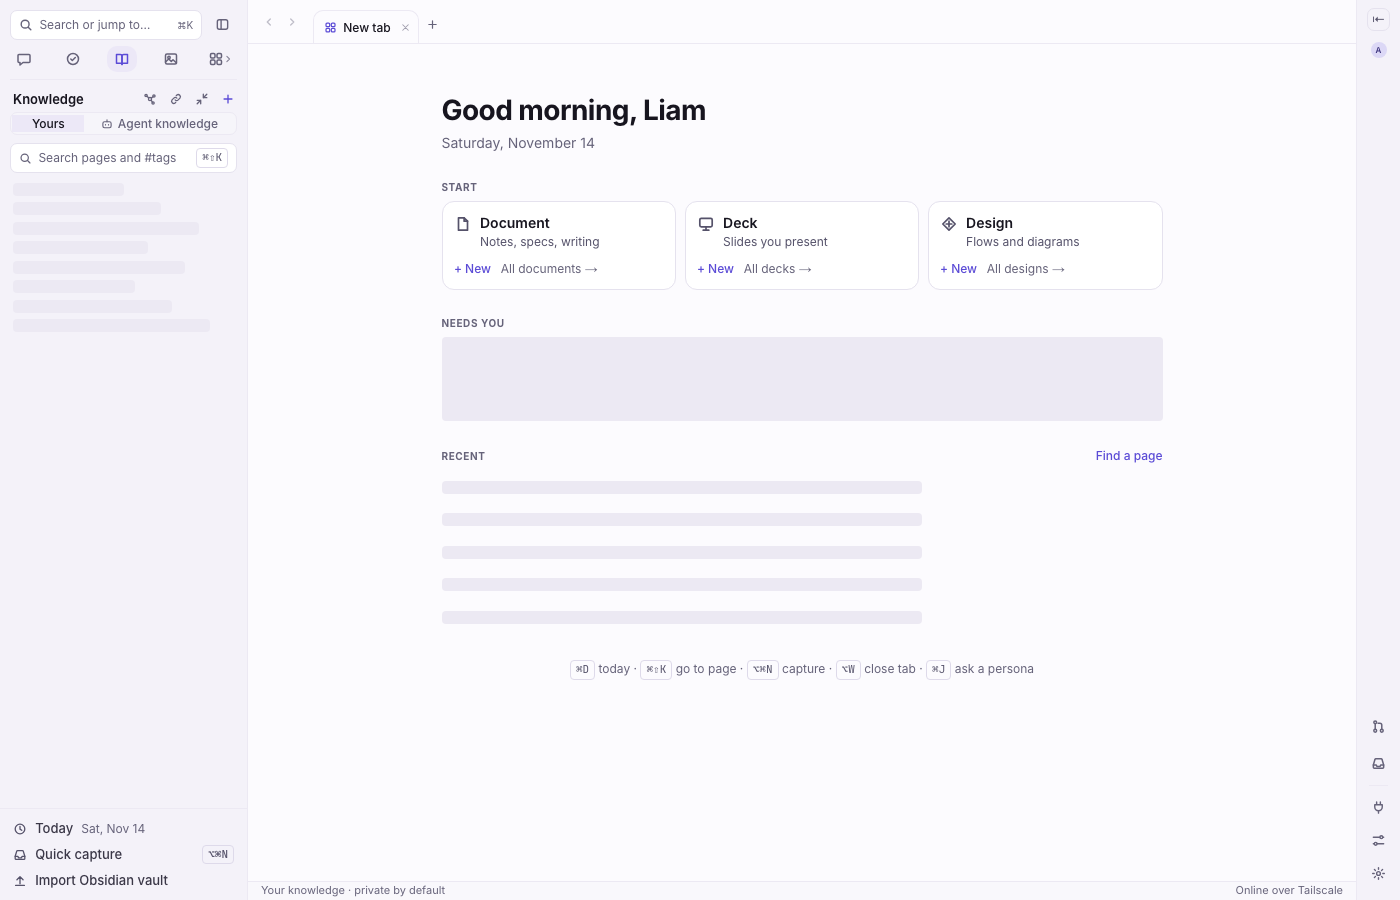 Search or jump to... ⌘K
Knowledge
Yours
Agent knowledge
Search pages and #tags ⌘⇧K
Today Sat, Nov 14
Quick capture ⌥⌘N
Import Obsidian vault
New tab
Good morning, Liam
Saturday, November 14
START
Document
Notes, specs, writing
+ New All documents →
Deck
Slides you present
+ New All decks →
Design
Flows and diagrams
+ New All designs →
NEEDS YOU
RECENT
Find a page
⌘D today · ⌘⇧K go to page · ⌥⌘N capture · ⌥W close tab · ⌘J ask a persona
Your knowledge · private by default
Online over Tailscale
A